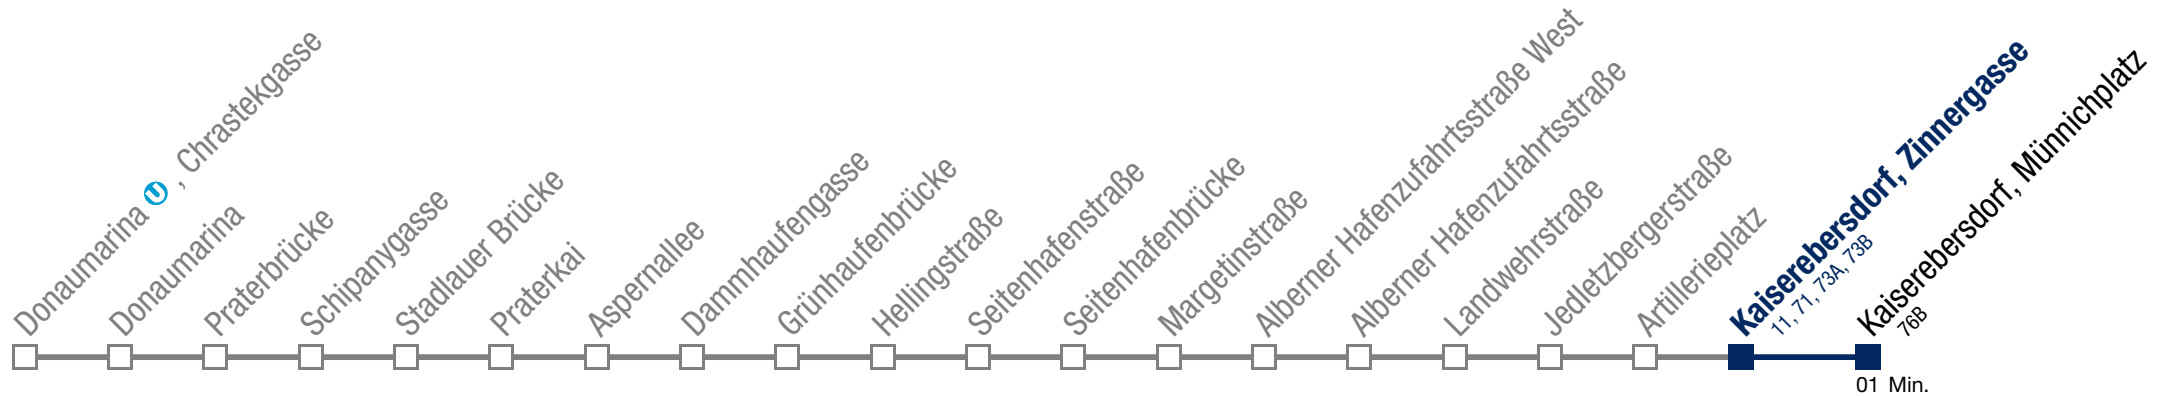 Donaumarina U, Chrastekgasse
Donaumarina
Praterbrücke
Schipanygasse
Stadlauer Brücke
Praterkai
Aspernallee
Dammhaufengasse
Grünhaufenbrücke
Hellingstraße
Seitenhafenstraße
Seitenhafenbrücke
Margetinstraße
Alberner Hafenzufahrtsstraße West
Alberner Hafenzufahrtsstraße
Landwehrstraße
Jedletzbergerstraße
Artillerieplatz
Kaiserebersdorf, Zinnergasse
11, 71, 73A, 73B
Kaiserebersdorf, Münnichplatz
76B
01 Min.